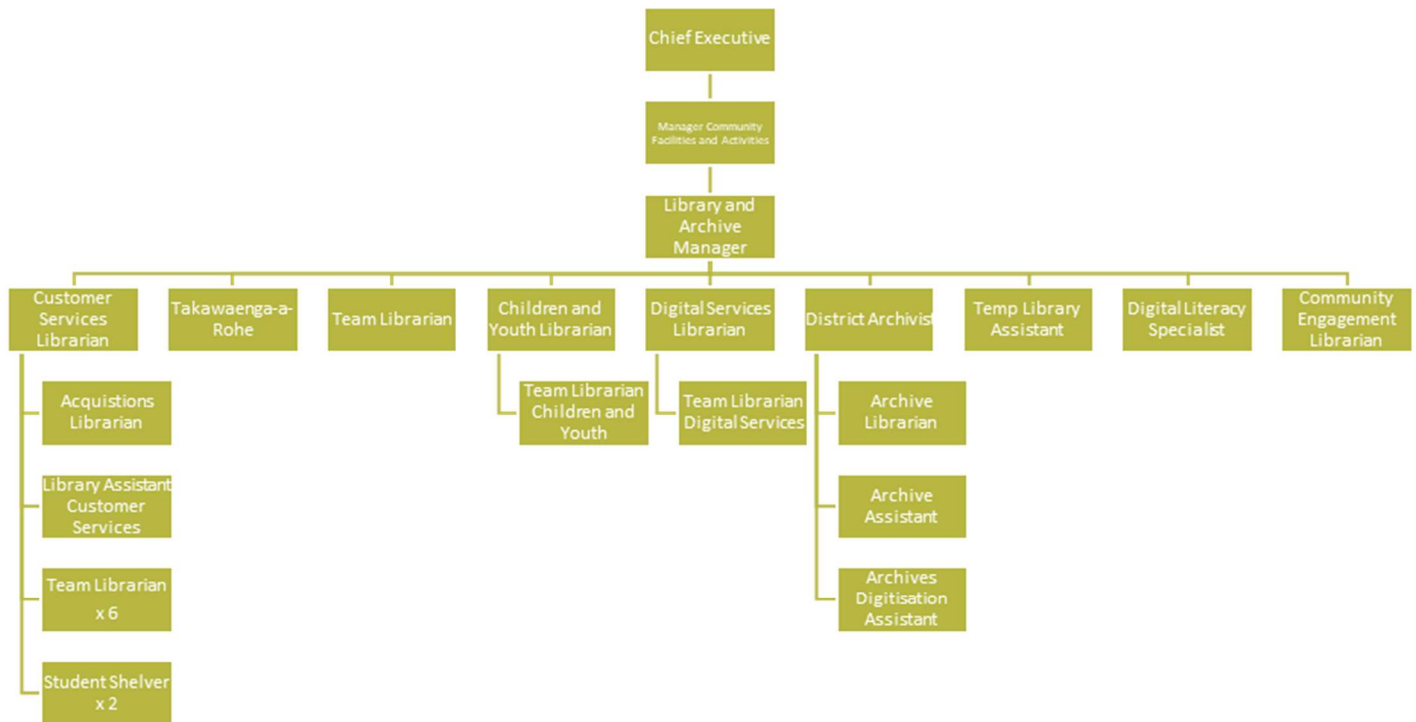 Chief Executive
Manager Community
Facilities and Activities
Library and
Archive
Manager
Customer
Services
Librarian
Takawaenga-a-
Rohe
Team Librarian
Children and
Youth Librarian
Digital Services
Librarian
District Archivist
Temp Library
Assistant
Digital Literacy
Specialist
Community
Engagement
Librarian
Acquistions
Librarian
Library Assistant
Customer
Services
Team Librarian
x 6
Student Shelver
x 2
Team Librarian
Children and
Youth
Team Librarian
Digital Services
Archive
Librarian
Archive
Assistant
Archives
Digitisation
Assistant